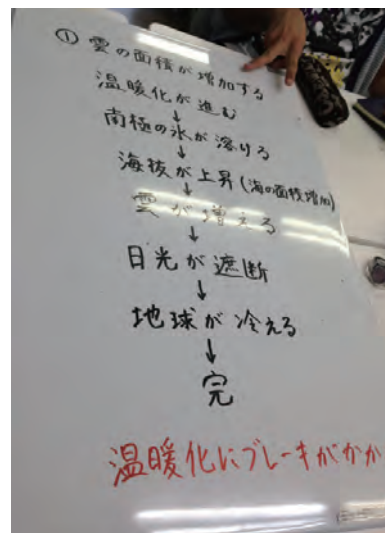 ① 雲の面積が増加する
温暖化が進む
↓
南極の氷が溶ける
↓
海抜が上昇(海の面積増加)
雲が増える
↓
日光が遮断
↓
地球が冷える
↓
完
温暖化にブレーキがかか